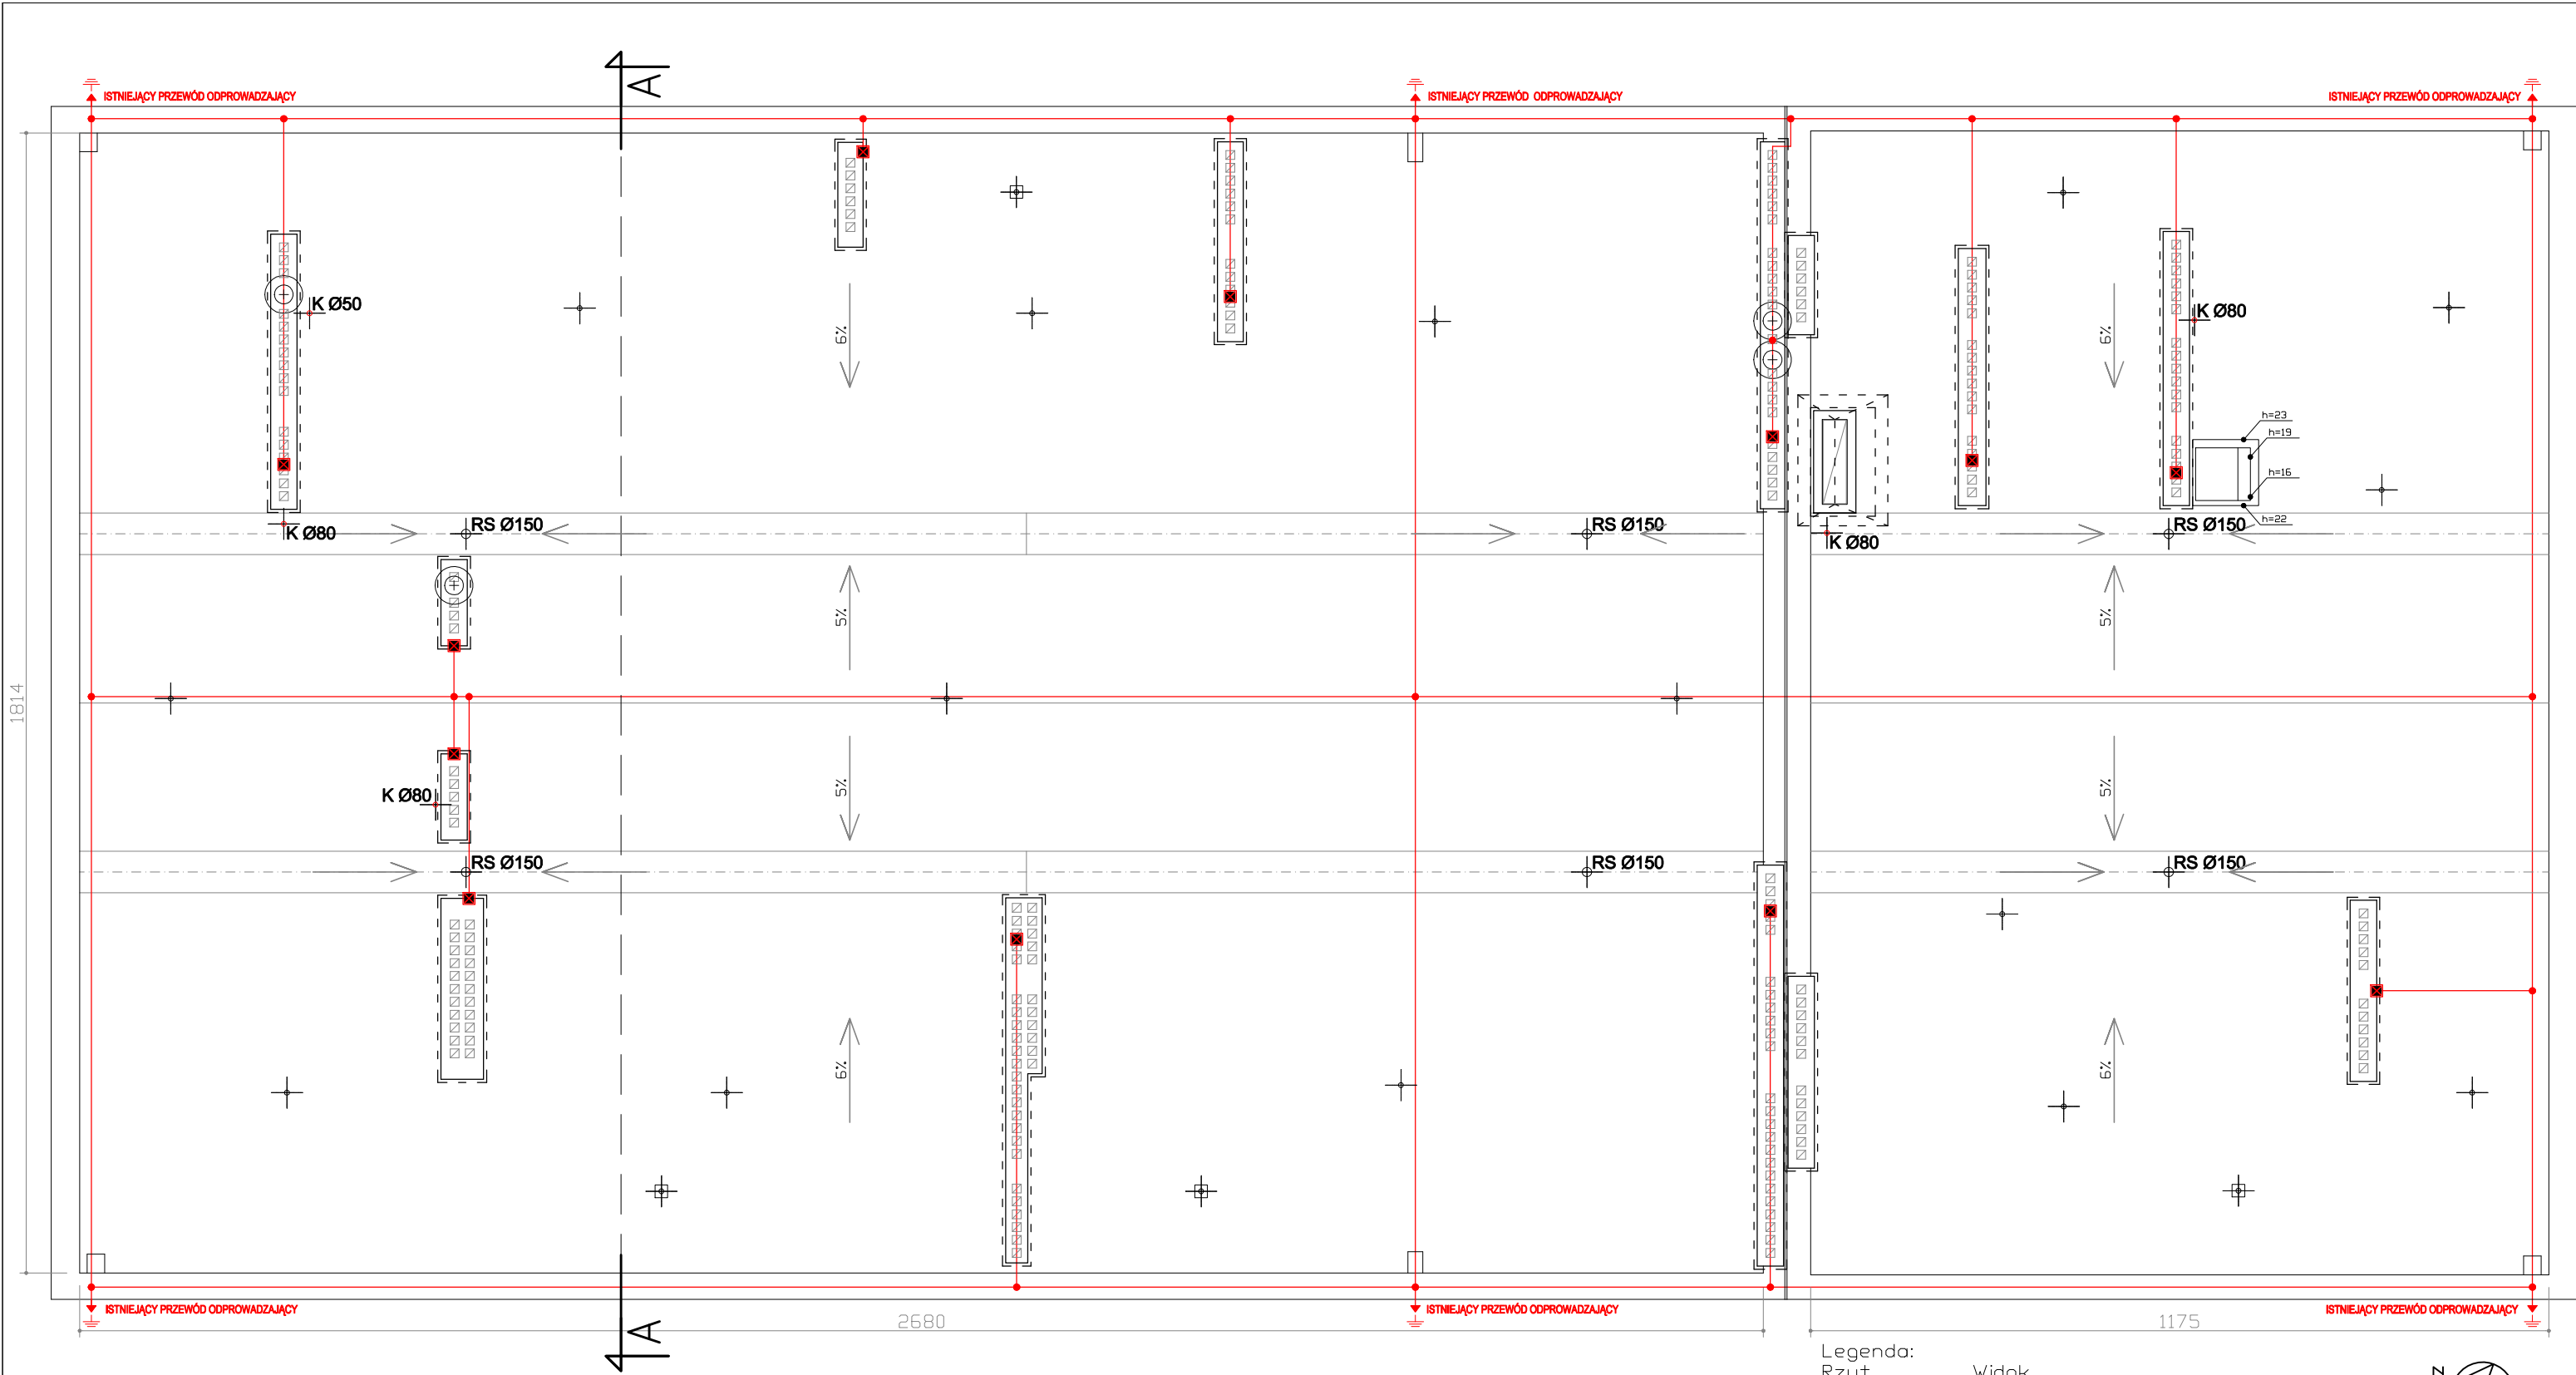 A
ISTNIEJĄCY PRZEWÓD ODPROWADZAJĄCY
ISTNIEJĄCY PRZEWÓD ODPROWADZAJĄCY
ISTNIEJĄCY PRZEWÓD ODPROWADZAJĄCY
K Ø50
6%
6%
K Ø80
h=23
h=19
h=16
h=22
K Ø80
RS Ø150
RS Ø150
K Ø80
RS Ø150
5%
5%
1814
5%
5%
K Ø80
RS Ø150
RS Ø150
RS Ø150
6%
6%
ISTNIEJĄCY PRZEWÓD ODPROWADZAJĄCY
ISTNIEJĄCY PRZEWÓD ODPROWADZAJĄCY
ISTNIEJĄCY PRZEWÓD ODPROWADZAJĄCY
A
2680
1175
Legenda:
Rzut Widok
N